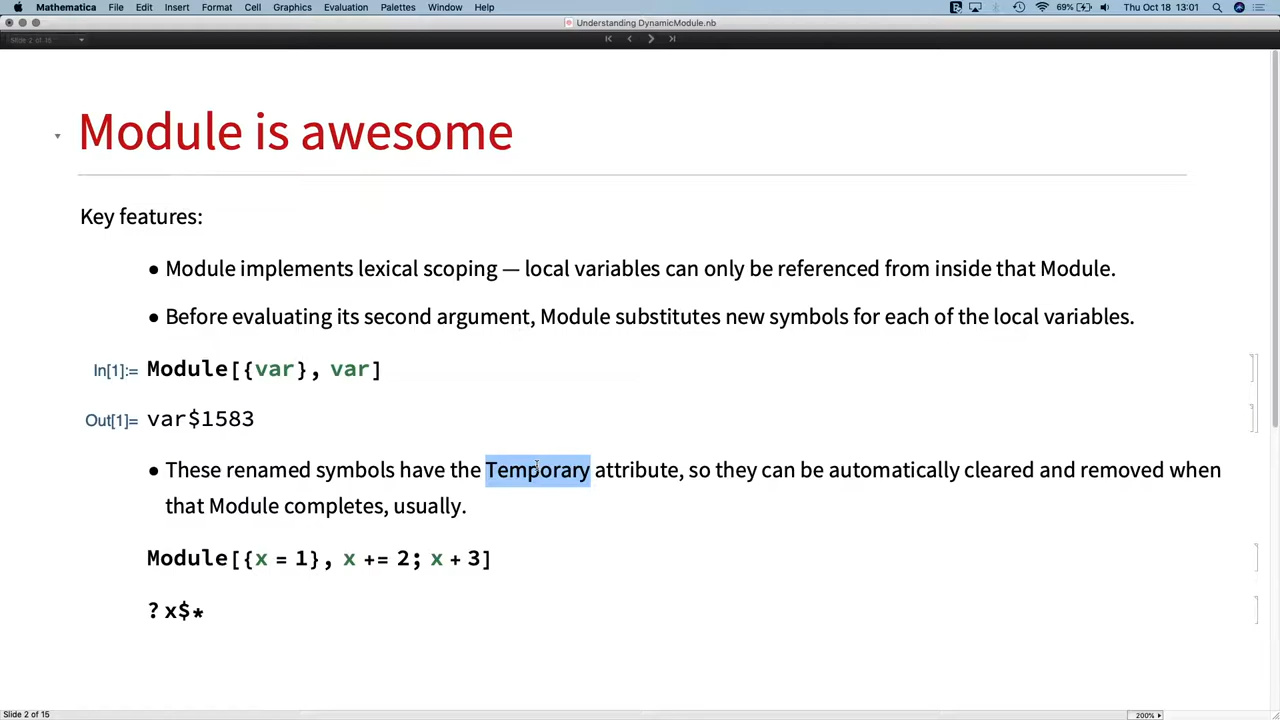 Mathematica File Edit Insert Format Cell Graphics Evaluation Palettes Window Help 69% Thu Oct 18 13:01
Understanding DynamicModule.nb
Slide 2 of 15
Module is awesome
Key features:
● Module implements lexical scoping — local variables can only be referenced from inside that Module.
● Before evaluating its second argument, Module substitutes new symbols for each of the local variables.
In[1]:= Module[{var}, var]
Out[1]= var$1583
● These renamed symbols have the Temporary attribute, so they can be automatically cleared and removed when
that Module completes, usually.
Module[{x = 1}, x += 2; x + 3]
? x$*
Slide 2 of 15 200%